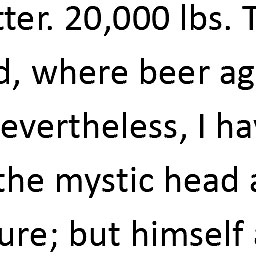 tter. 20,000 lbs. T
d, where beer ag
evertheless, I hav
the mystic head a
ure; but himself a